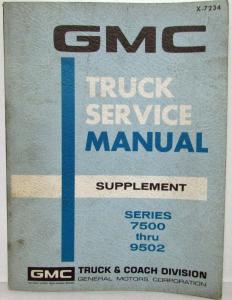 X-7234
GMC
TRUCK
SERVICE
MANUAL
SUPPLEMENT
SERIES
7500
thru
9502
GMC TRUCK & COACH DIVISION
GENERAL MOTORS CORPORATION